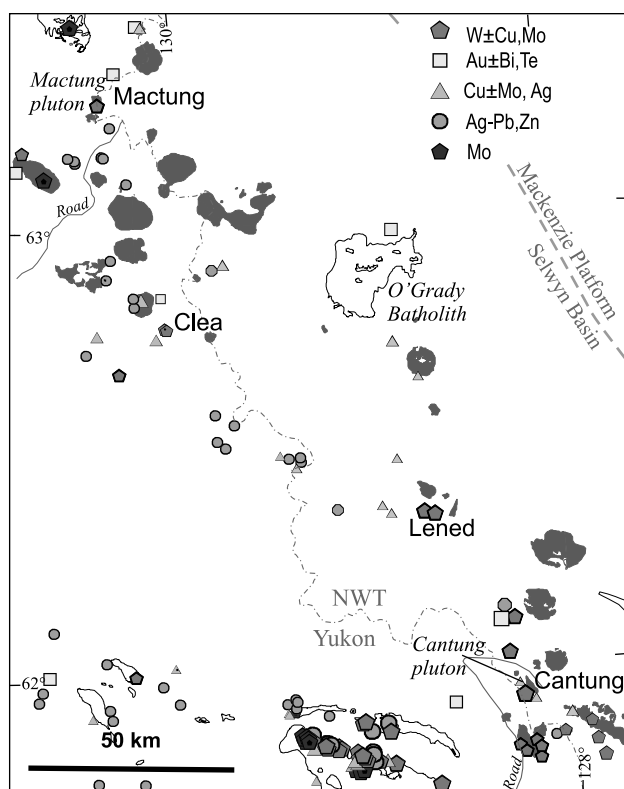 130°
W±Cu,Mo
Au±Bi,Te
Cu±Mo, Ag
Ag-Pb,Zn
Mo
Mactung
pluton
Mactung
Road
63°
Mackenzie Platform
Selwyn Basin
O'Grady
Batholith
Clea
Lened
NWT
Yukon
Cantung
pluton
Cantung
62°
50 km
Road
128°